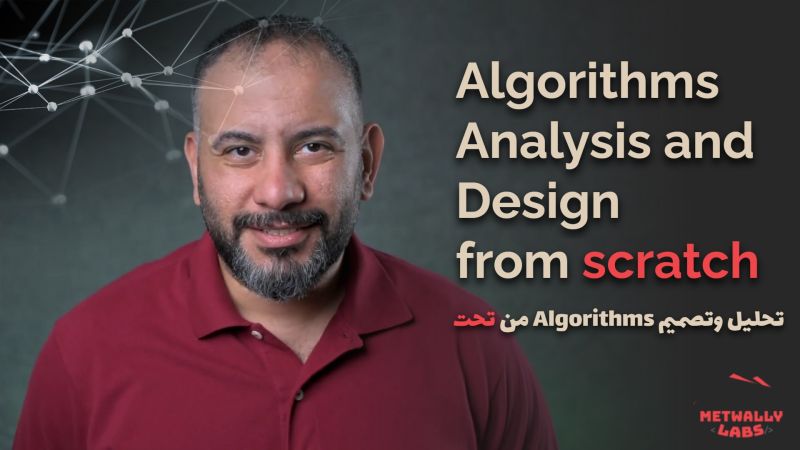 Algorithms
Analysis and
Design
from scratch
تحليل وتصميم Algorithms من تحت
METWALLY
<LABS/>